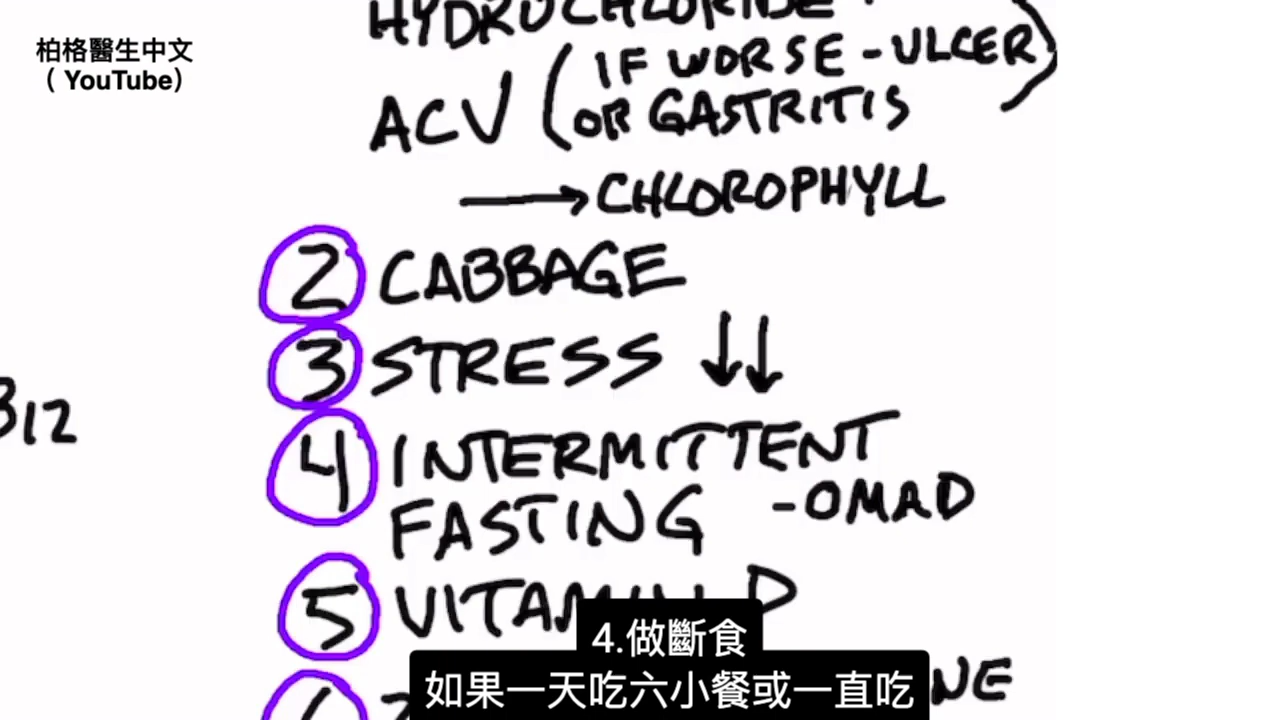 柏格醫生中文
（ YouTube）
HYDROCHLORIDE
ACV (IF WORSE - ULCER)
OR GASTRITIS
→ CHLOROPHYLL
2 CABBAGE
3 STRESS ↓↓
B12
4 INTERMITTENT
FASTING - OMAD
5 VITAMIN D
4.做斷食
如果一天吃六小餐或一直吃